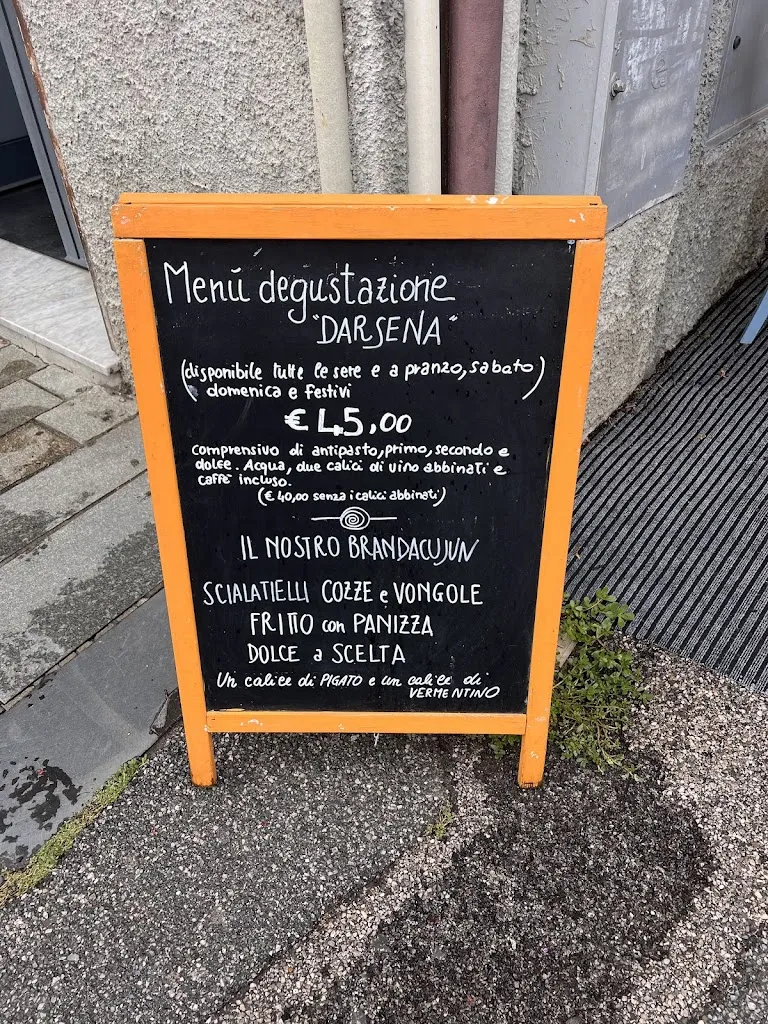 Menú degustazione
"DARSENA"
(disponibile tutte le sere e a pranzo, sabato
domenica e festivi)
€ 45,00
comprensivo di antipasto, primo, secondo e
dolce. Acqua, due calici di vino abbinati e
caffè incluso.
(€ 40,00 senza i calici abbinati)
IL NOSTRO BRANDACUJUN
SCIALATIELLI COZZE e VONGOLE
FRITTO con PANIZZA
DOLCE a SCELTA
Un calice di PIGATO e un calice di
VERMENTINO